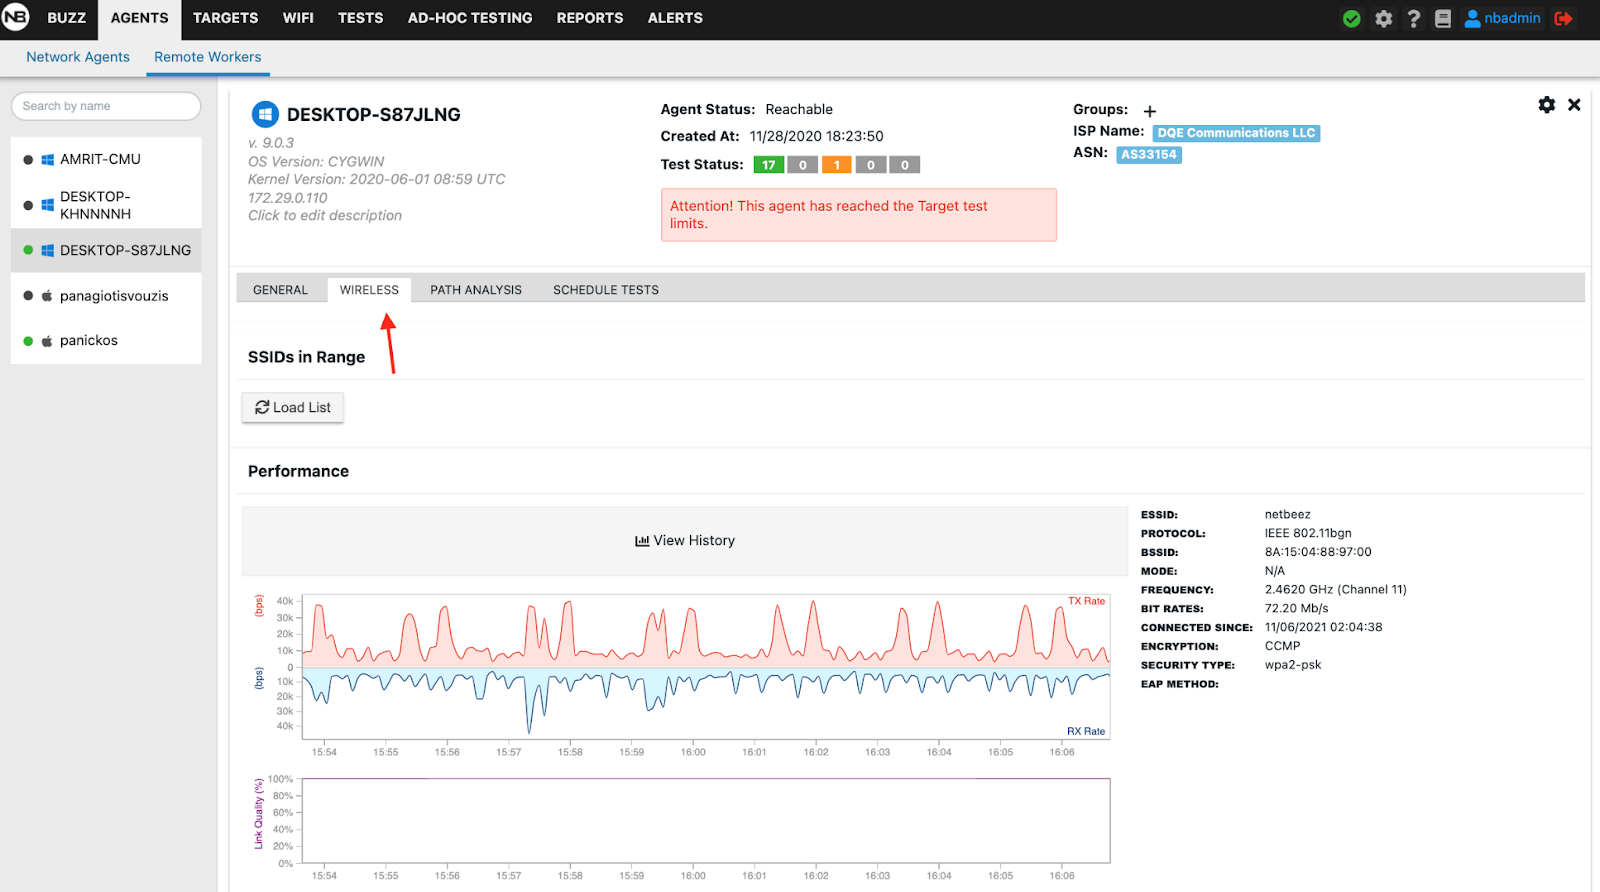 NB BUZZ AGENTS TARGETS WIFI TESTS AD-HOC TESTING REPORTS ALERTS ? nbadmin
Network Agents Remote Workers
Search by name
AMRIT-CMU
DESKTOP-
KHNNNNH
DESKTOP-S87JLNG
panagiotisvouzis
panickos
DESKTOP-S87JLNG
v. 9.0.3
OS Version: CYGWIN
Kernel Version: 2020-06-01 08:59 UTC
172.29.0.110
Click to edit description
Agent Status: Reachable
Created At: 11/28/2020 18:23:50
Test Status: 17 0 1 0 0
Attention! This agent has reached the Target test
limits.
Groups: +
ISP Name: DQE Communications LLC
ASN: AS33154
GENERAL WIRELESS PATH ANALYSIS SCHEDULE TESTS
SSIDs in Range
Load List
Performance
View History
(bps)
40k
30k
20k
10k
0
TX Rate
(bps)
10k
20k
30k
40k
RX Rate
15:54 15:55 15:56 15:57 15:58 15:59 16:00 16:01 16:02 16:03 16:04 16:05 16:06
Link Quality (%)
100%
80%
60%
40%
20%
0%
15:54 15:55 15:56 15:57 15:58 15:59 16:00 16:01 16:02 16:03 16:04 16:05 16:06
ESSID: netbeez
PROTOCOL: IEEE 802.11bgn
BSSID: 8A:15:04:88:97:00
MODE: N/A
FREQUENCY: 2.4620 GHz (Channel 11)
BIT RATES: 72.20 Mb/s
CONNECTED SINCE: 11/06/2021 02:04:38
ENCRYPTION: CCMP
SECURITY TYPE: wpa2-psk
EAP METHOD: